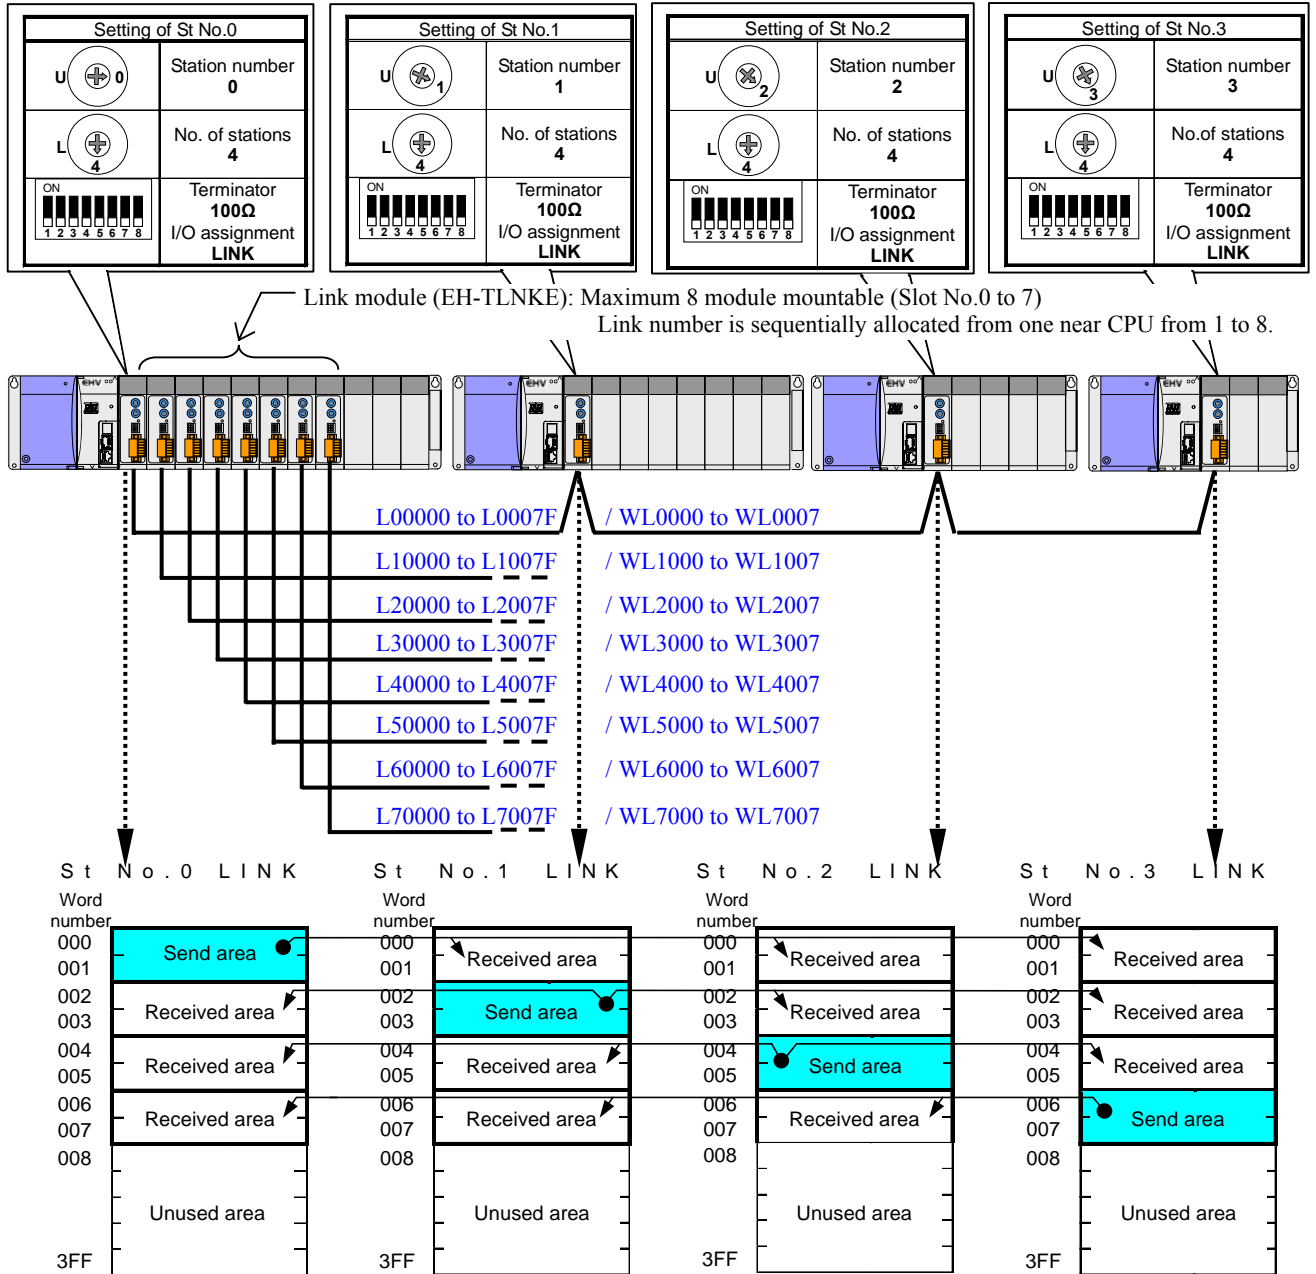 Setting of St No.0
U
0
Station number
0
L
4
No. of stations
4
ON
1 2 3 4 5 6 7 8
Terminator
100Ω
I/O assignment
LINK
Setting of St No.1
U
1
Station number
1
L
4
No. of stations
4
ON
1 2 3 4 5 6 7 8
Terminator
100Ω
I/O assignment
LINK
Setting of St No.2
U
2
Station number
2
L
4
No. of stations
4
ON
1 2 3 4 5 6 7 8
Terminator
100Ω
I/O assignment
LINK
Setting of St No.3
U
3
Station number
3
L
4
No.of stations
4
ON
1 2 3 4 5 6 7 8
Terminator
100Ω
I/O assignment
LINK
Link module (EH-TLNKE): Maximum 8 module mountable (Slot No.0 to 7)
Link number is sequentially allocated from one near CPU from 1 to 8.
EHV
EHV
EHV
EHV
L00000 to L0007F / WL0000 to WL0007
L10000 to L1007F / WL1000 to WL1007
L20000 to L2007F / WL2000 to WL2007
L30000 to L3007F / WL3000 to WL3007
L40000 to L4007F / WL4000 to WL4007
L50000 to L5007F / WL5000 to WL5007
L60000 to L6007F / WL6000 to WL6007
L70000 to L7007F / WL7000 to WL7007
St No.0 LINK
Word
number
000
001
Send area
002
003
Received area
004
005
Received area
006
007
Received area
008
Unused area
3FF
St No.1 LINK
Word
number
000
001
Received area
002
003
Send area
004
005
Received area
006
007
Received area
008
Unused area
3FF
St No.2 LINK
Word
number
000
001
Received area
002
003
Received area
004
005
Send area
006
007
Received area
008
Unused area
3FF
St No.3 LINK
Word
number
000
001
Received area
002
003
Received area
004
005
Received area
006
007
Send area
008
Unused area
3FF